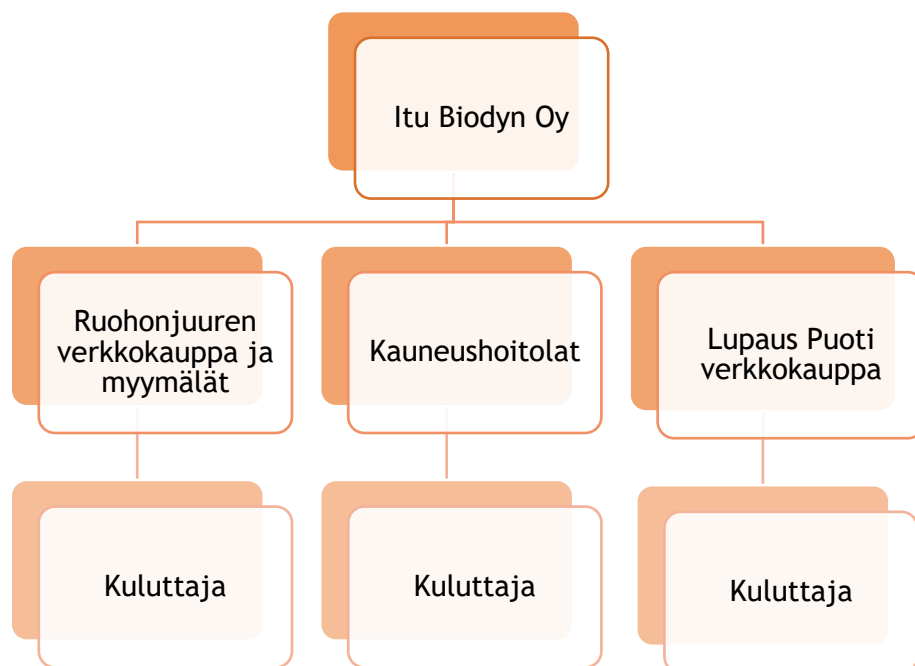 Itu Biodyn Oy
Ruohonjuuren
verkkokauppa ja
myymälät
Kauneushoitolat
Lupaus Puoti
verkkokauppa
Kuluttaja
Kuluttaja
Kuluttaja